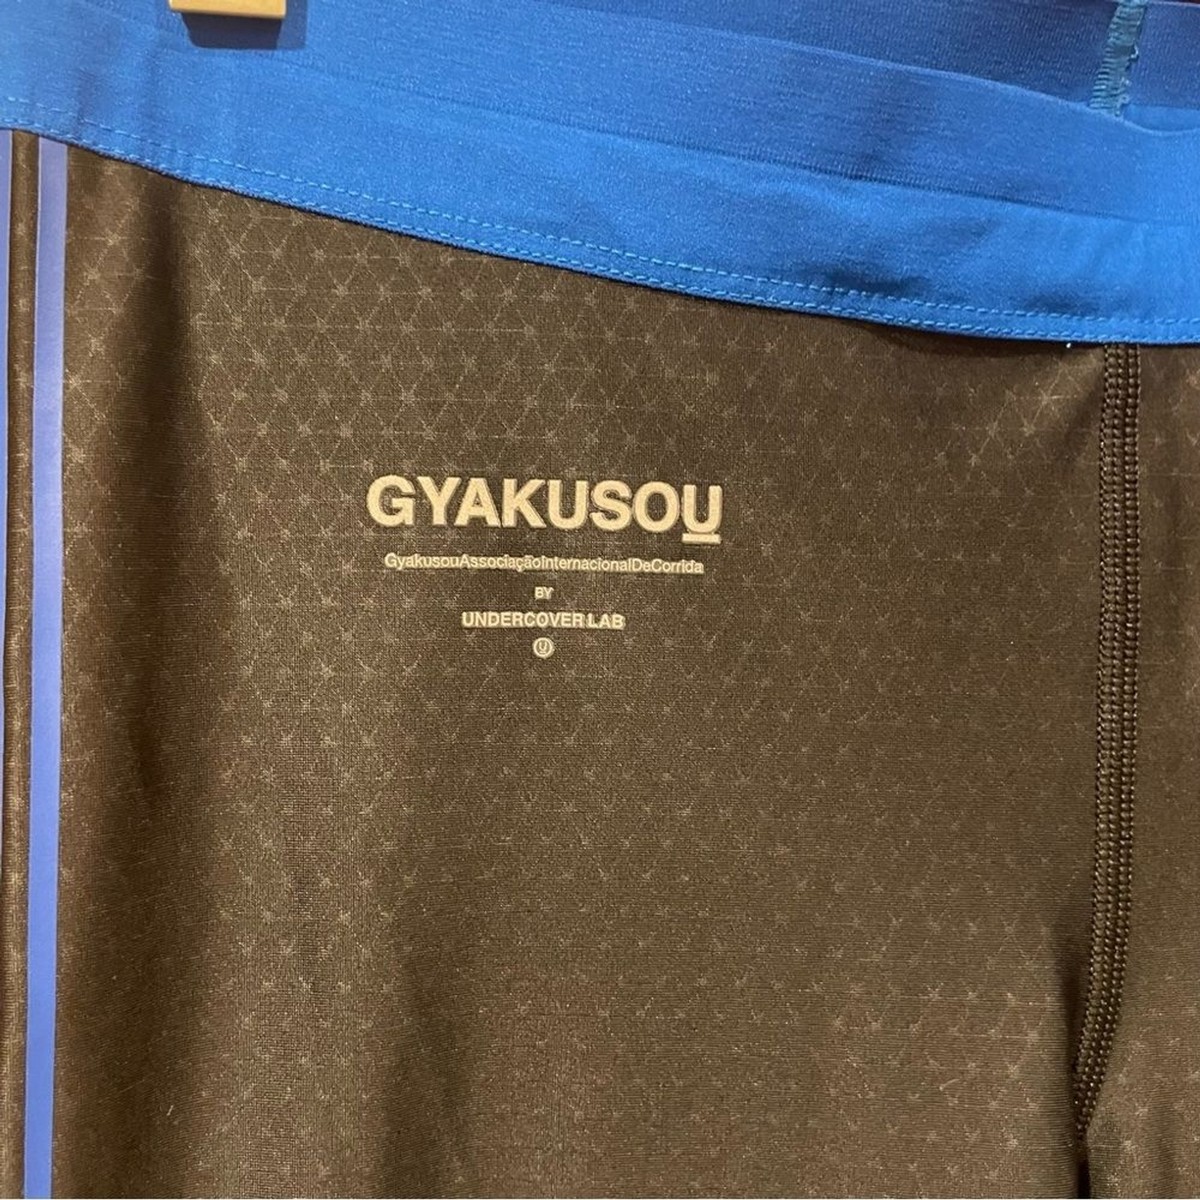 GYAKUSOU
GyakusouAssociaçãoInternacionalDeCorrida
BY
UNDERCOVER LAB
U